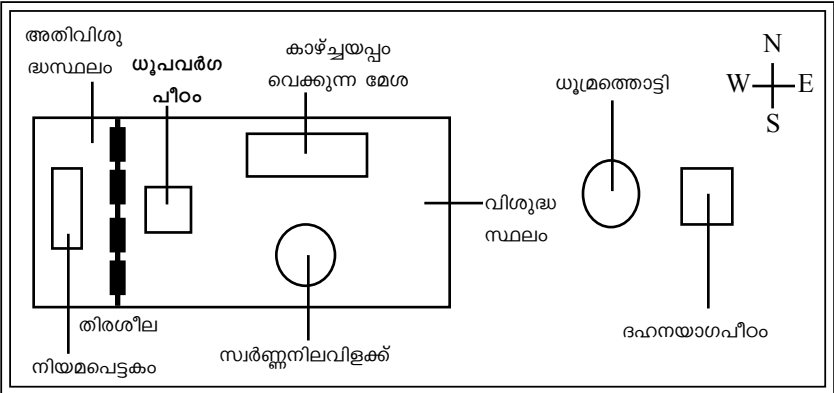 അതിവിശു
ദ്ധസ്ഥലം
ധൂപവർഗ
പീഠം
കാഴ്ച്ചയപ്പം
വെക്കുന്ന മേശ
ധൂമ്രത്തൊട്ടി
N
W E
S
വിശുദ്ധ
സ്ഥലം
തിരശീല
നിയമപെട്ടകം
സ്വർണ്ണനിലവിളക്ക്
ദഹനയാഗപീഠം